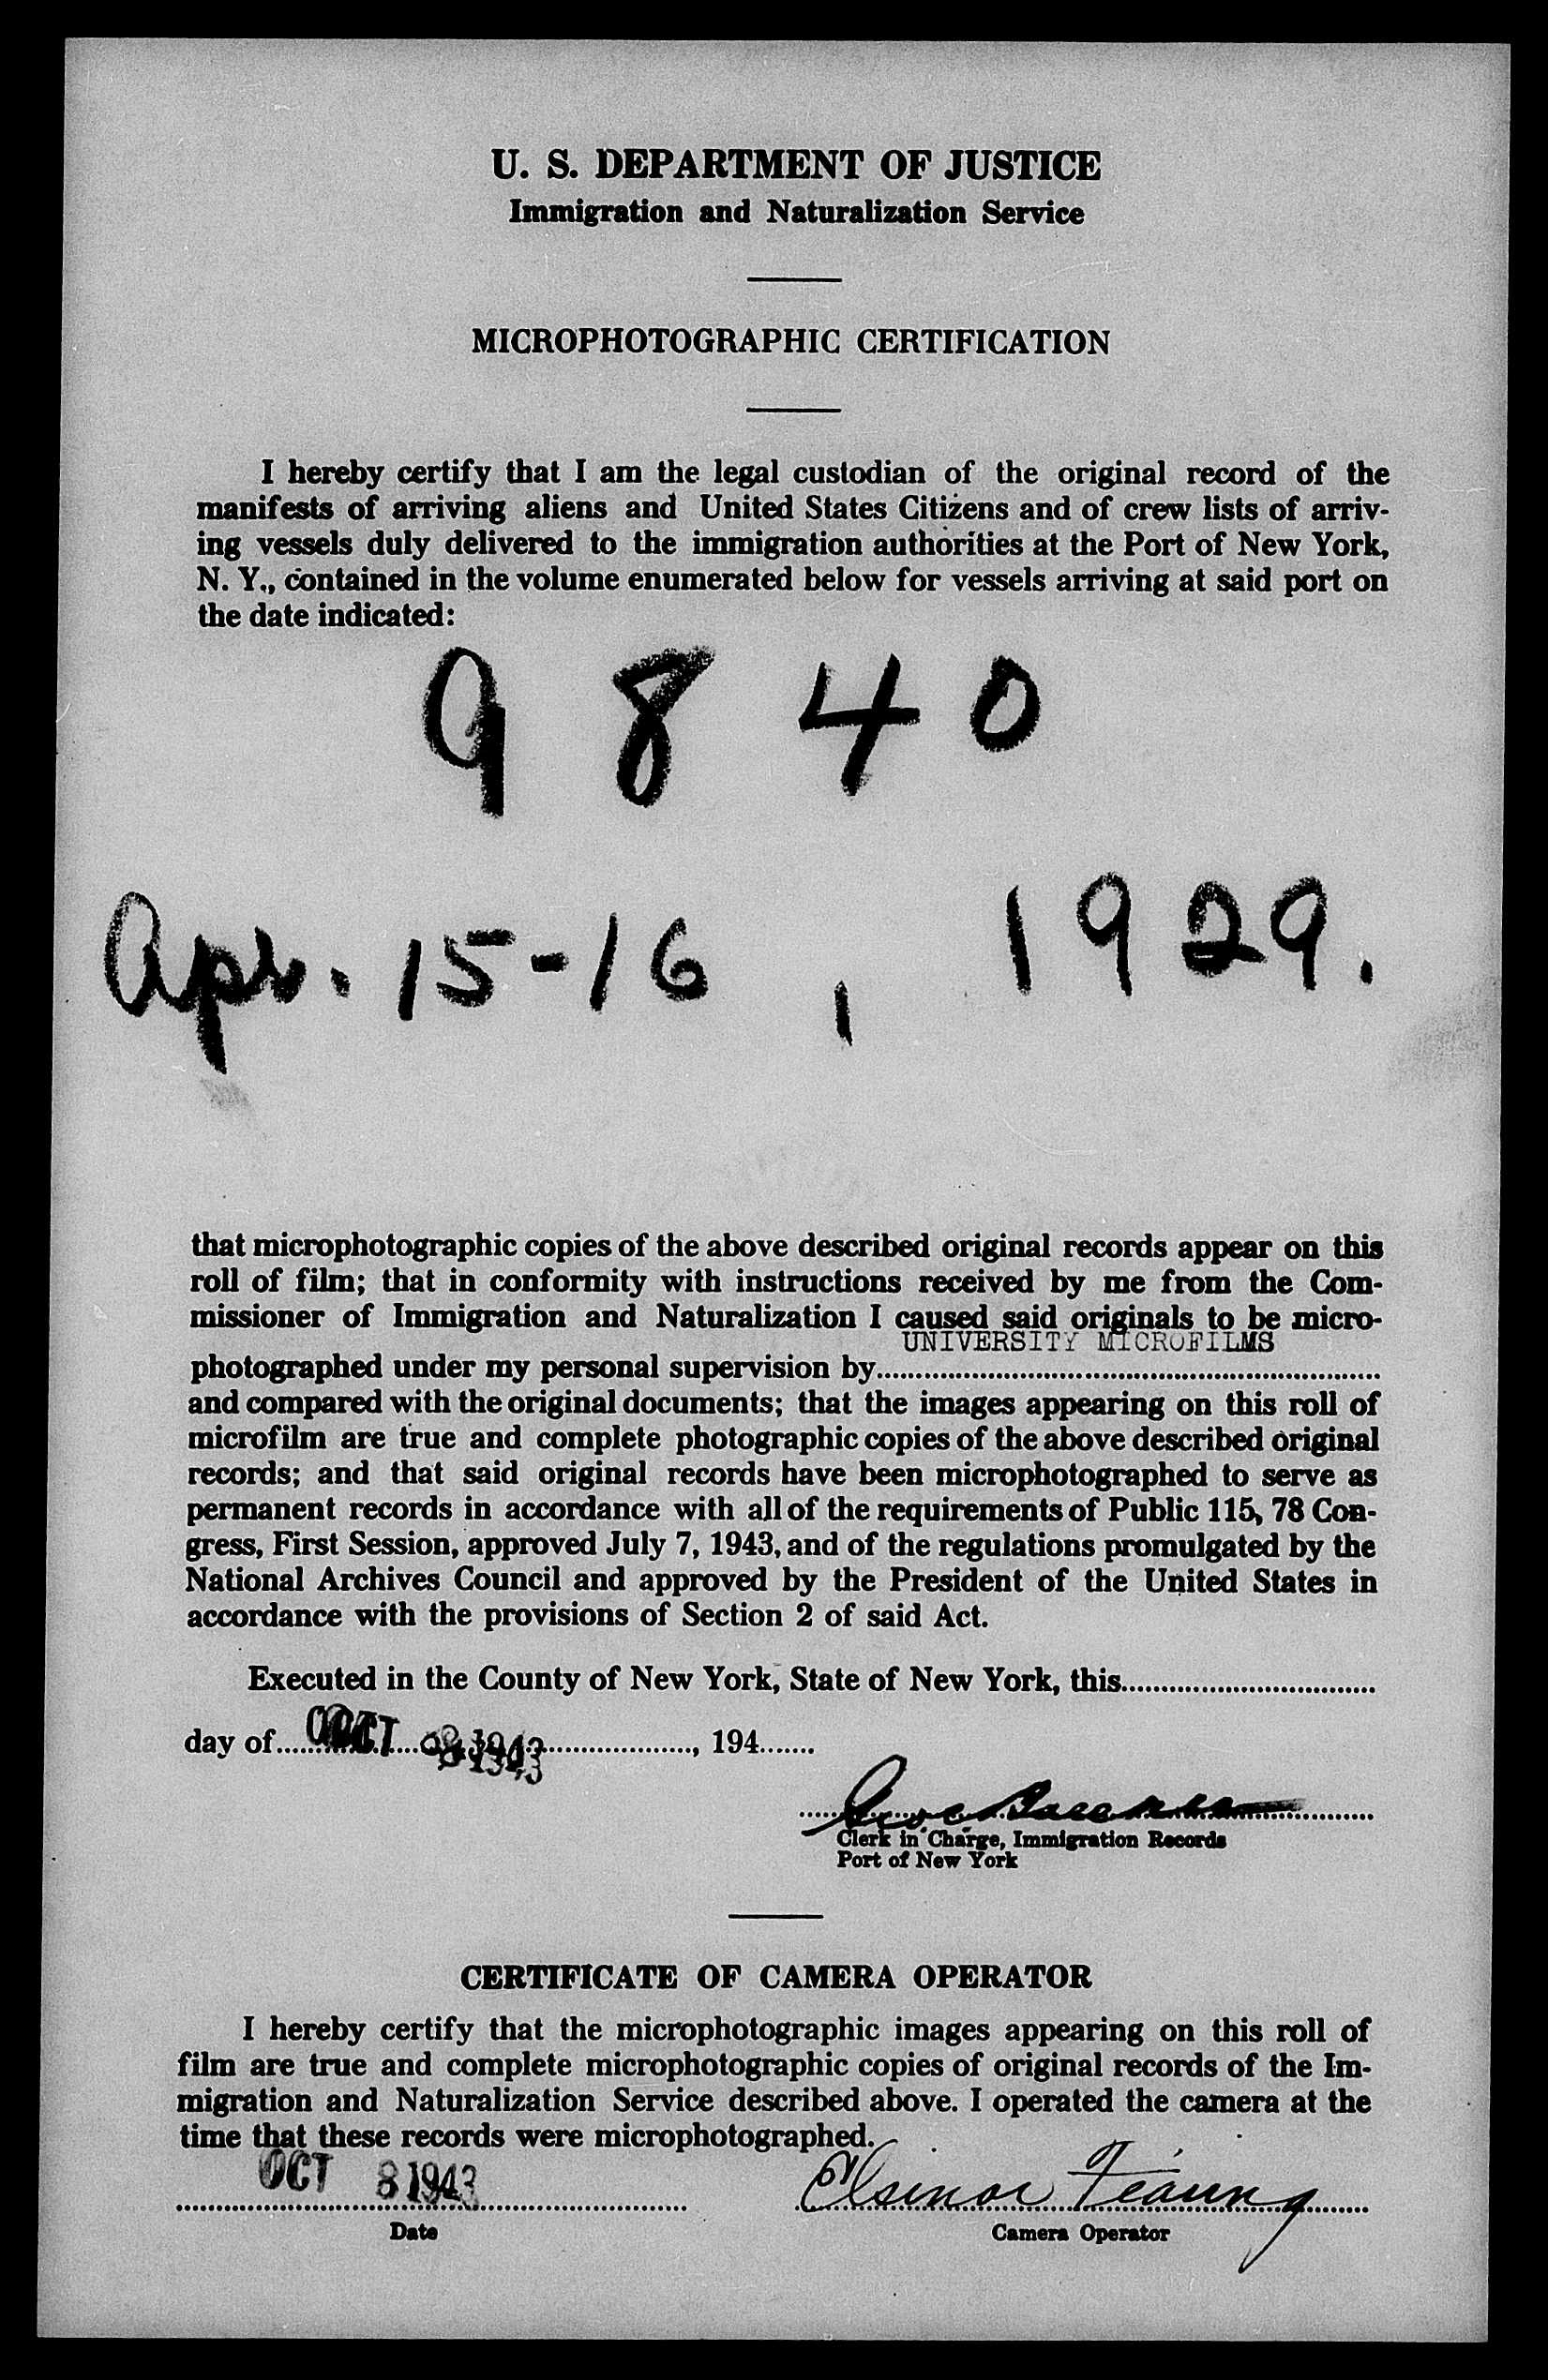 U. S. DEPARTMENT OF JUSTICE
Immigration and Naturalization Service
MICROPHOTOGRAPHIC CERTIFICATION
I hereby certify that I am the legal custodian of the original record of the
manifests of arriving aliens and United States Citizens and of crew lists of arriv-
ing vessels duly delivered to the immigration authorities at the Port of New York,
N. Y., contained in the volume enumerated below for vessels arriving at said port on
the date indicated:
9 8 4 0
Apr. 15-16, 1929.
that microphotographic copies of the above described original records appear on this
roll of film; that in conformity with instructions received by me from the Com-
missioner of Immigration and Naturalization I caused said originals to be micro-
UNIVERSITY MICROFILMS
photographed under my personal supervision by
and compared with the original documents; that the images appearing on this roll of
microfilm are true and complete photographic copies of the above described original
records; and that said original records have been microphotographed to serve as
permanent records in accordance with all of the requirements of Public 115, 78 Con-
gress, First Session, approved July 7, 1943, and of the regulations promulgated by the
National Archives Council and approved by the President of the United States in
accordance with the provisions of Section 2 of said Act.
Executed in the County of New York, State of New York, this
day of OCT 8 1943, 194
Clerk in Charge, Immigration Records
Port of New York
CERTIFICATE OF CAMERA OPERATOR
I hereby certify that the microphotographic images appearing on this roll of
film are true and complete microphotographic copies of original records of the Im-
migration and Naturalization Service described above. I operated the camera at the
time that these records were microphotographed.
OCT 8 1943
Date
Camera Operator